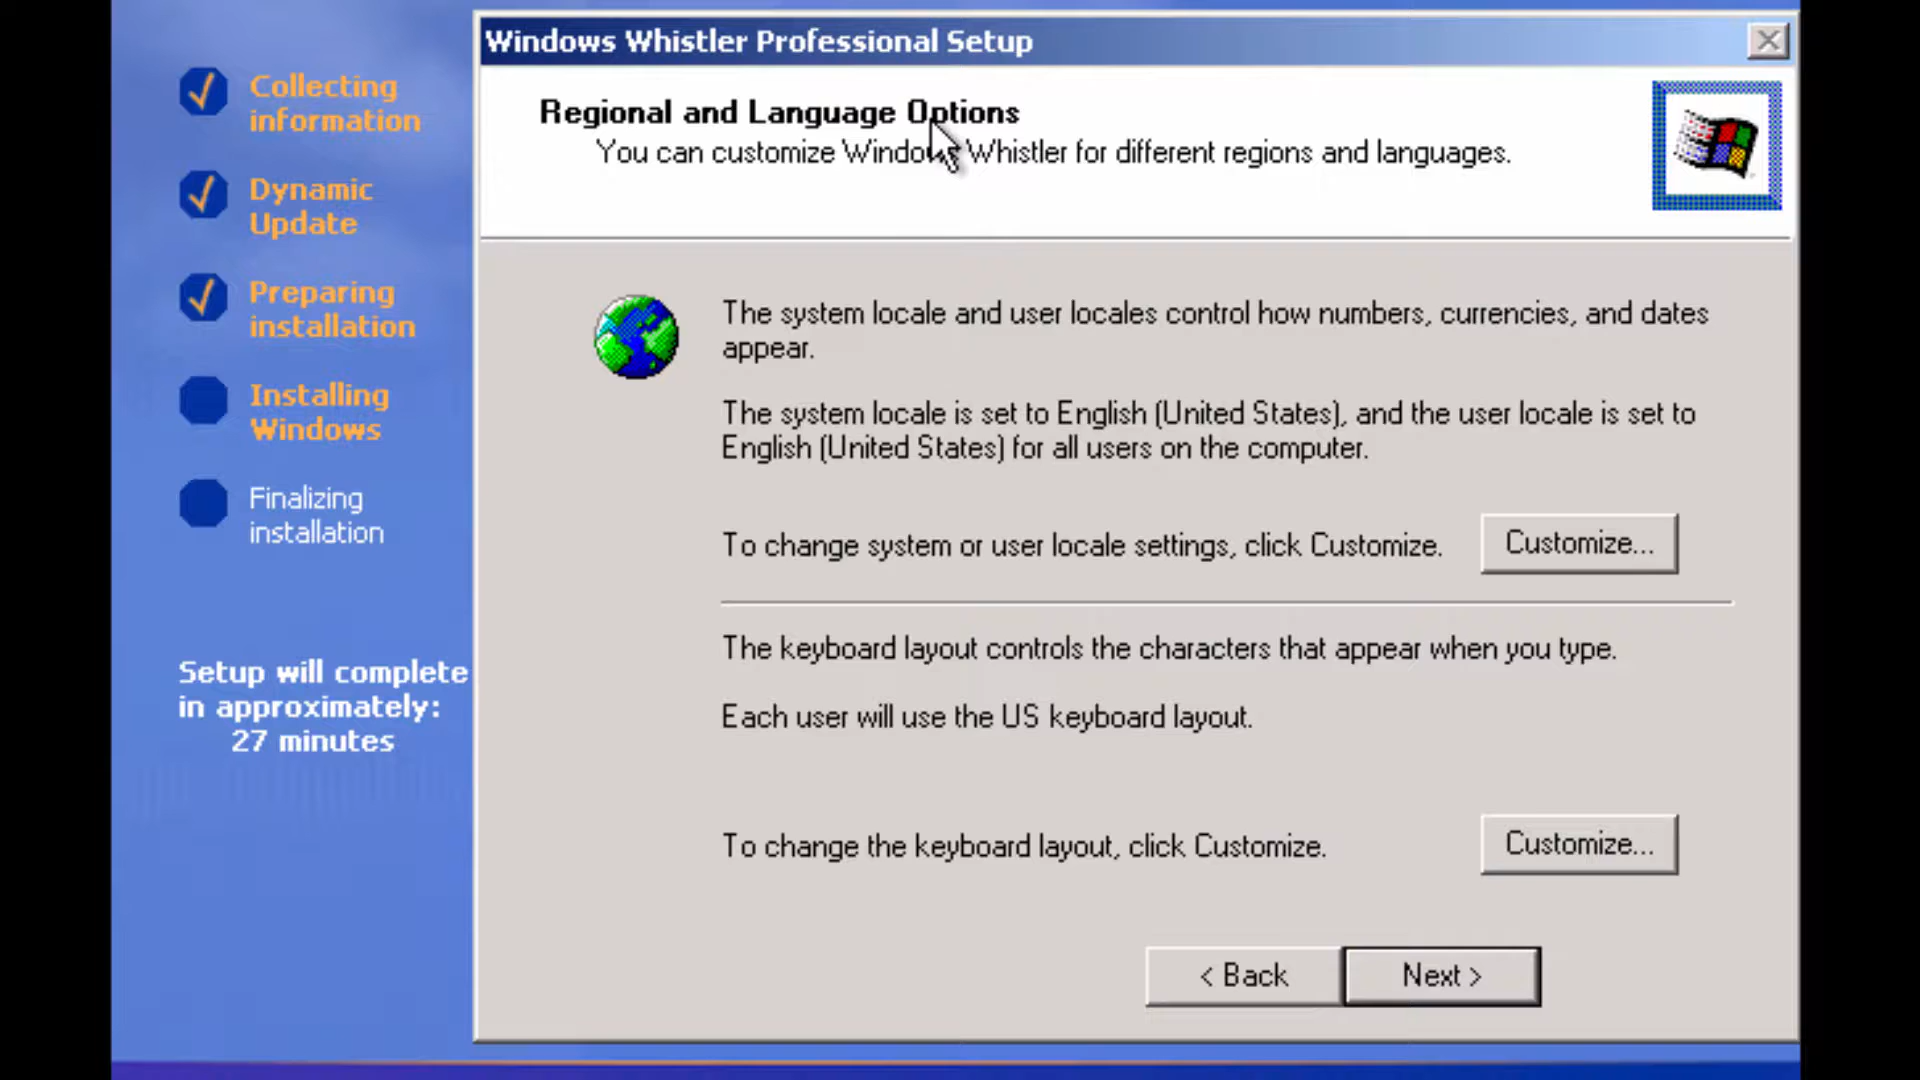 Windows Whistler Professional Setup
Collecting
information
Dynamic
Update
Preparing
installation
Installing
Windows
Finalizing
installation
Setup will complete
in approximately:
27 minutes
Regional and Language Options
You can customize Windows Whistler for different regions and languages.
The system locale and user locales control how numbers, currencies, and dates
appear.
The system locale is set to English (United States), and the user locale is set to
English (United States) for all users on the computer.
To change system or user locale settings, click Customize.
Customize...
The keyboard layout controls the characters that appear when you type.
Each user will use the US keyboard layout.
To change the keyboard layout, click Customize.
Customize...
< Back
Next >